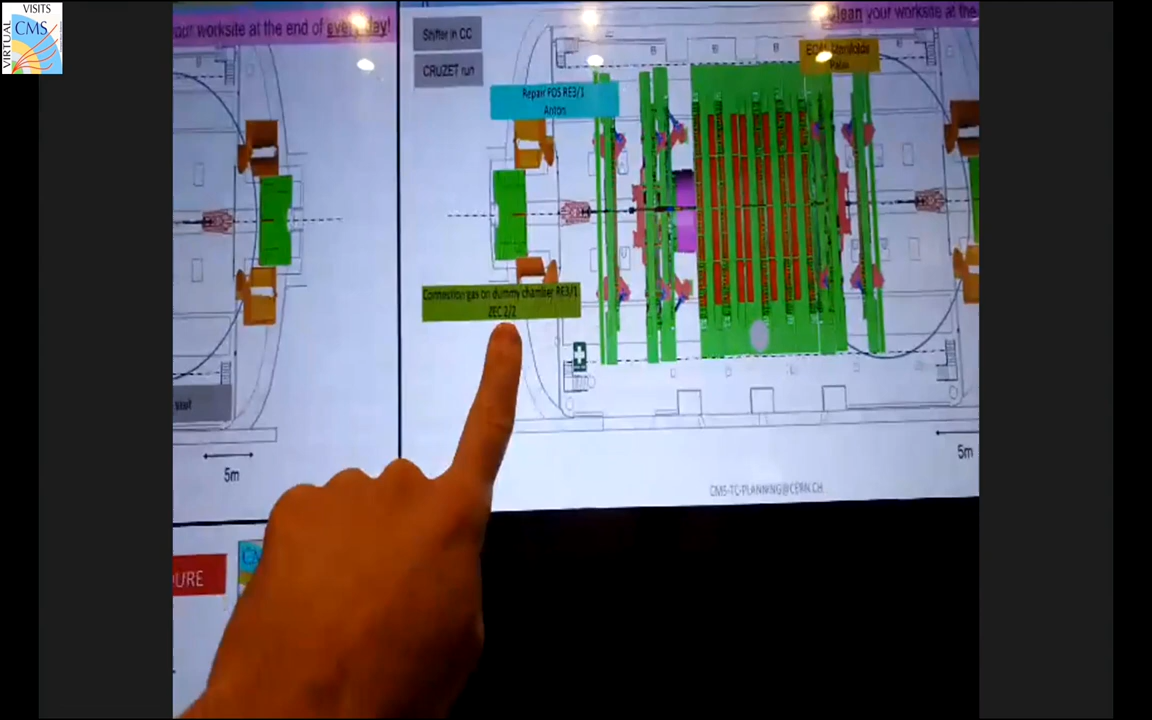 VIRTUAL
VISITS
CMS
your worksite at the end of every day!
Clean your worksite at the
Shifter in CC
CRUZET run
Repair FOS RE3/1
Antoni
Connection gas on dummy chamber RE3/1
ZEC 2/2
5m
5m
CMS-TC-PLANNING@CERN.CH